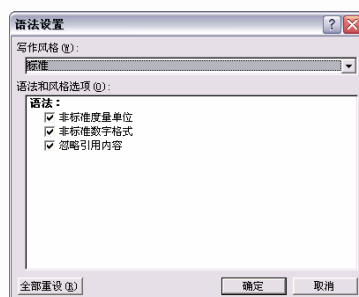 语法设置
写作风格(W):
标准
语法和风格选项(O):
语法:
非标准度量单位
非标准数字格式
忽略引用内容
全部重设(R) 确定 取消